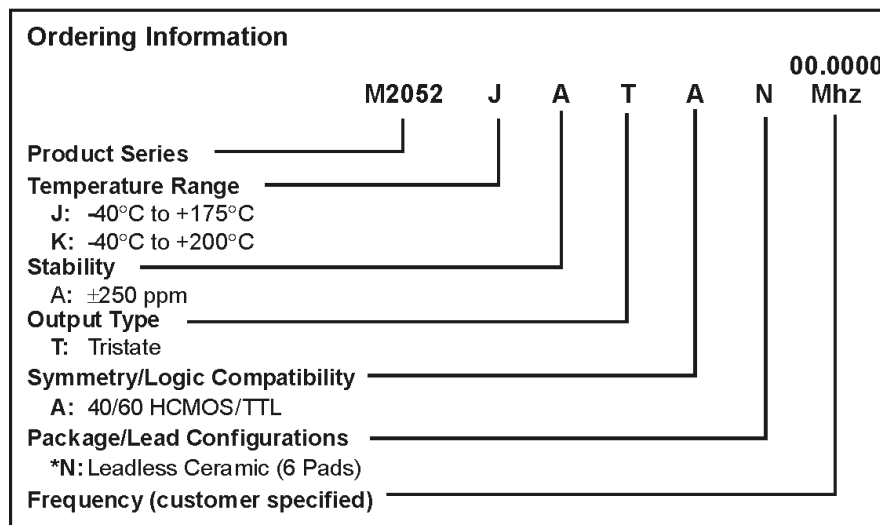 Ordering Information
00.0000
M2052 J A T A N Mhz
Product Series
Temperature Range
J: -40°C to +175°C
K: -40°C to +200°C
Stability
A: ±250 ppm
Output Type
T: Tristate
Symmetry/Logic Compatibility
A: 40/60 HCMOS/TTL
Package/Lead Configurations
*N: Leadless Ceramic (6 Pads)
Frequency (customer specified)